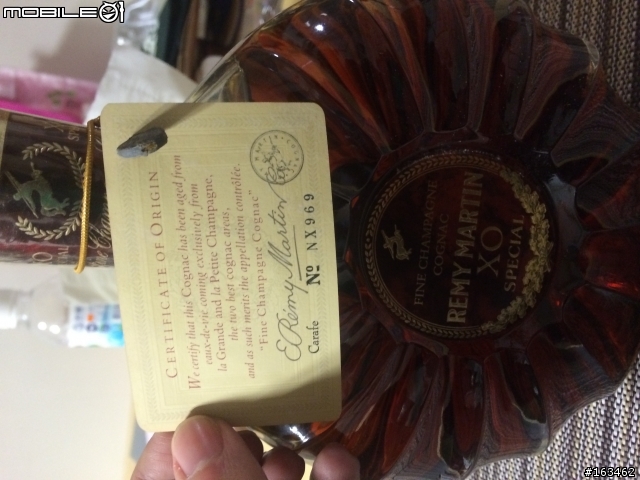 mobile01
CERTIFICATE OF ORIGIN
We certify that this Cognac has been aged from
eaux-de-vie coming exclusively from
la Grande and la Petite Champagne,
the two best cognac areas,
and as such merits the appellation contrôlée.
"Fine Champagne Cognac"
E. Rémy Martin
Carafe Nº NX969
FINE CHAMPAGNE
COGNAC
REMY MARTIN
XO
SPECIAL
#163462